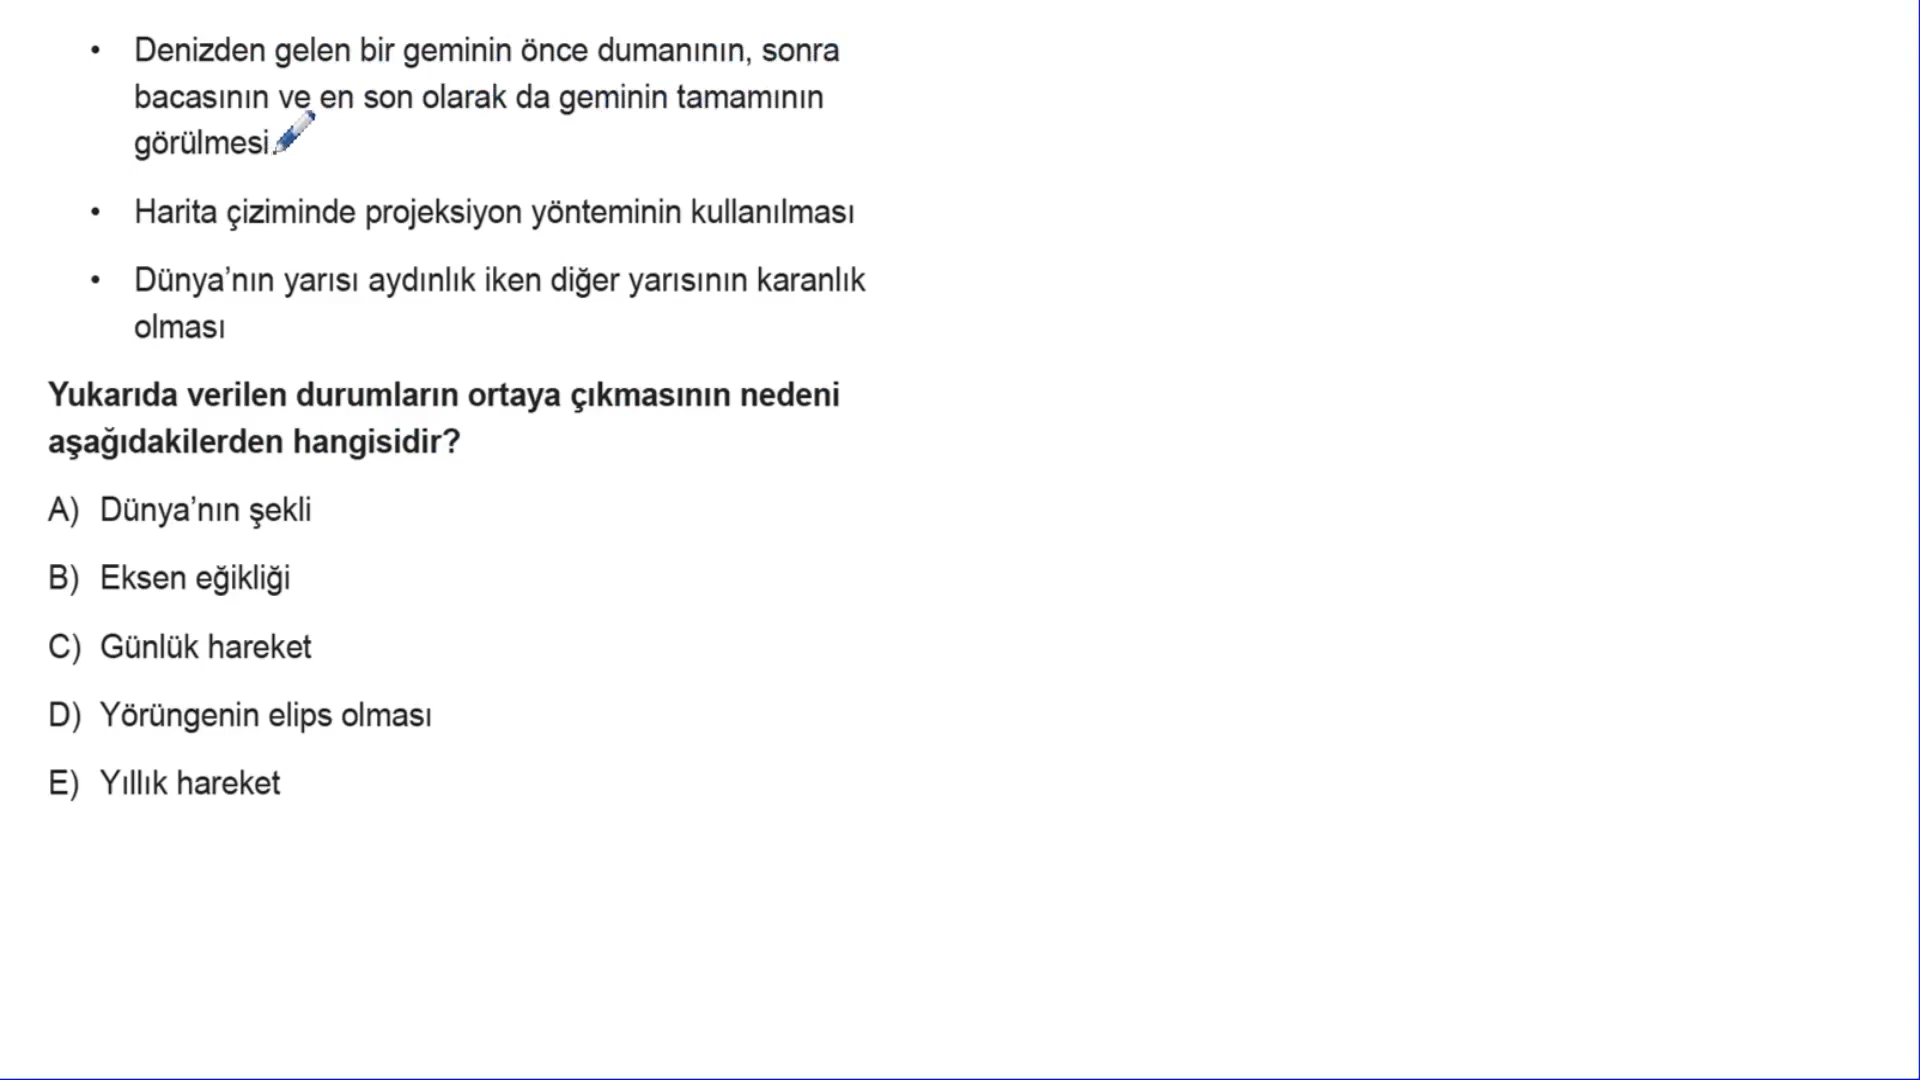 • Denizden gelen bir geminin önce dumanının, sonra
bacasının ve en son olarak da geminin tamamının
görülmesi.
• Harita çiziminde projeksiyon yönteminin kullanılması
• Dünya’nın yarısı aydınlık iken diğer yarısının karanlık
olması
Yukarıda verilen durumların ortaya çıkmasının nedeni
aşağıdakilerden hangisidir?
A) Dünya’nın şekli
B) Eksen eğikliği
C) Günlük hareket
D) Yörüngenin elips olması
E) Yıllık hareket